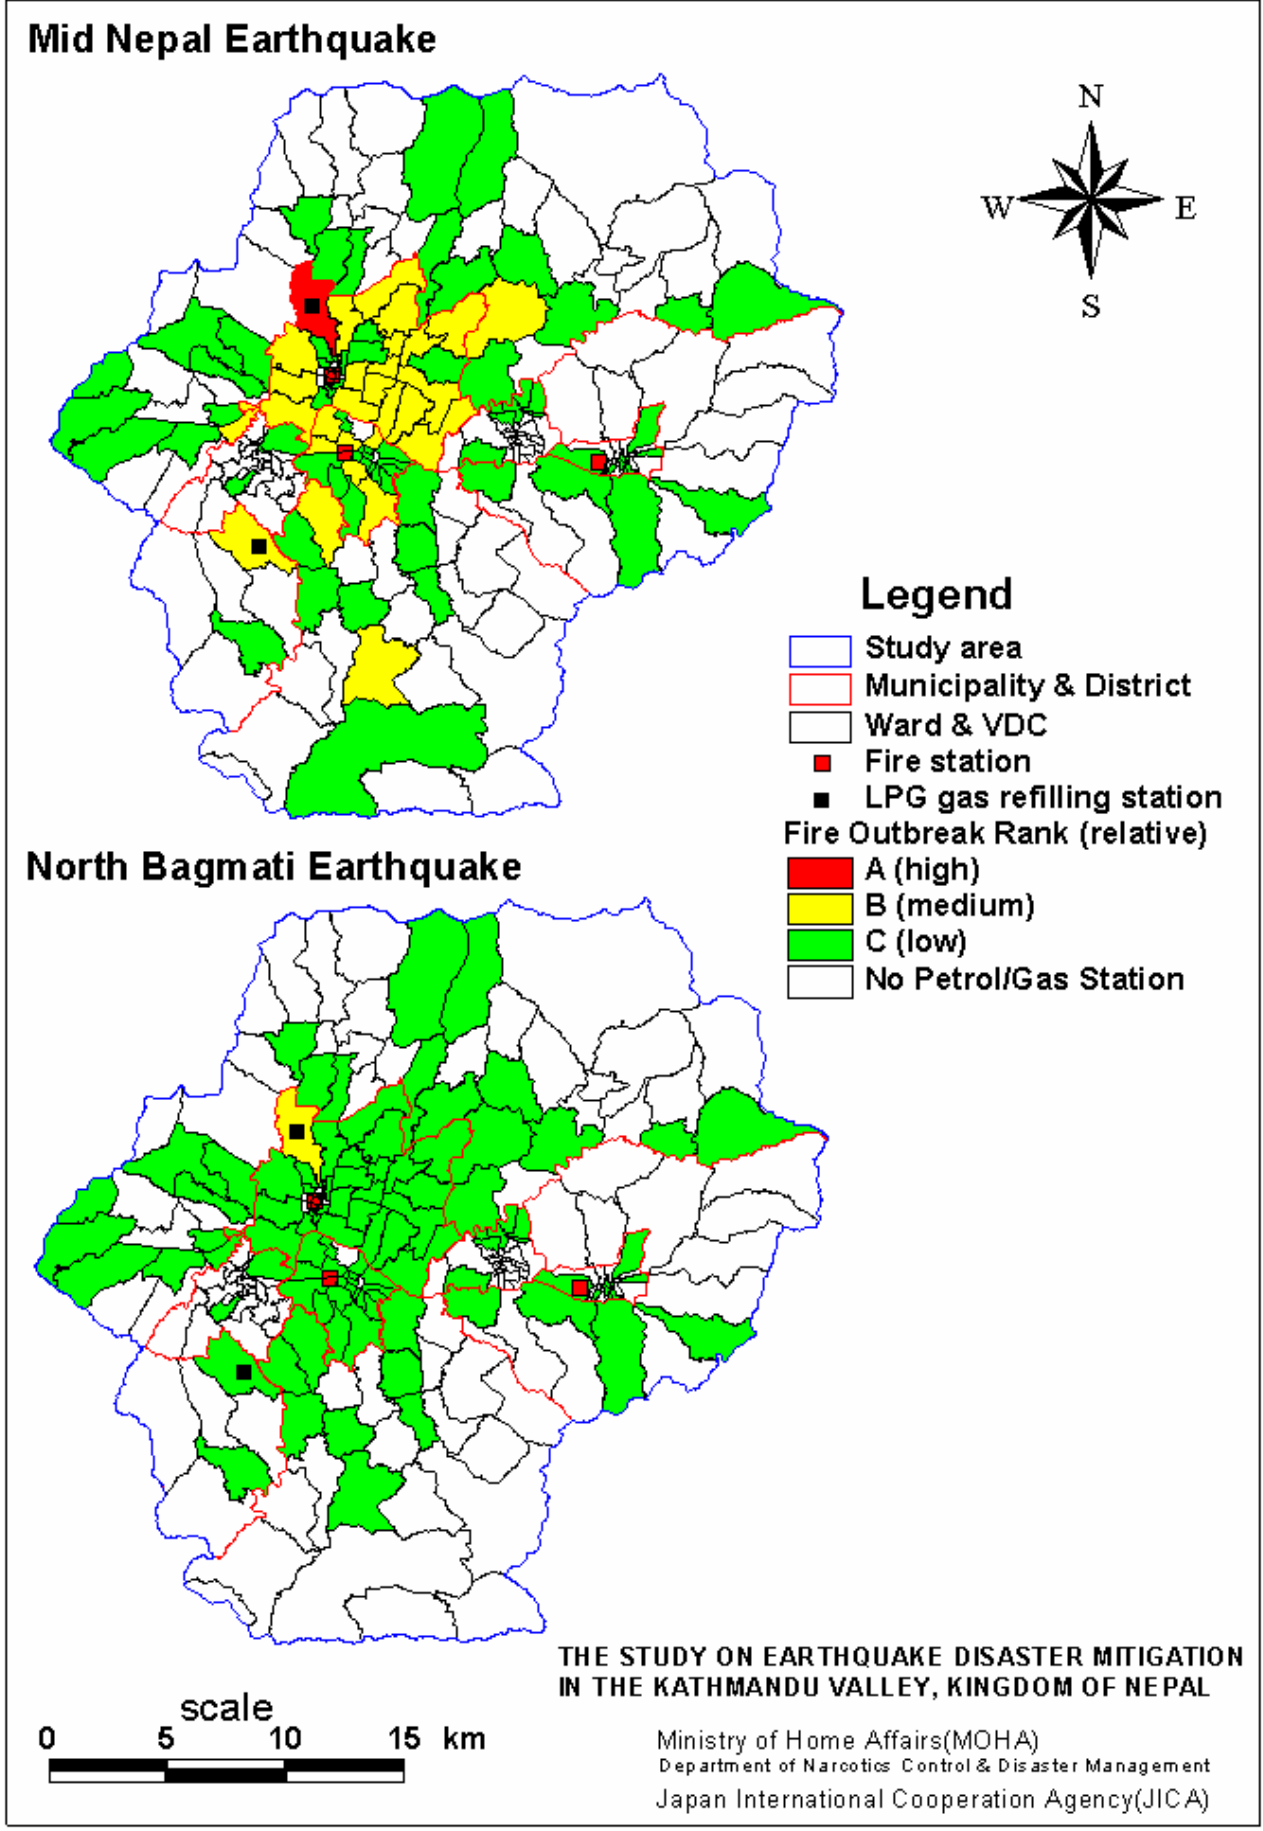 Mid Nepal Earthquake
N
W
E
S
Legend
Study area
Municipality & District
Ward & VDC
Fire station
LPG gas refilling station
Fire Outbreak Rank (relative)
A (high)
B (medium)
C (low)
No Petrol/Gas Station
North Bagmati Earthquake
THE STUDY ON EARTHQUAKE DISASTER MITIGATION
IN THE KATHMANDU VALLEY, KINGDOM OF NEPAL
scale
0 5 10 15 km
Ministry of Home Affairs(MOHA)
Department of Narcotics Control & Disaster Management
Japan International Cooperation Agency(JICA)